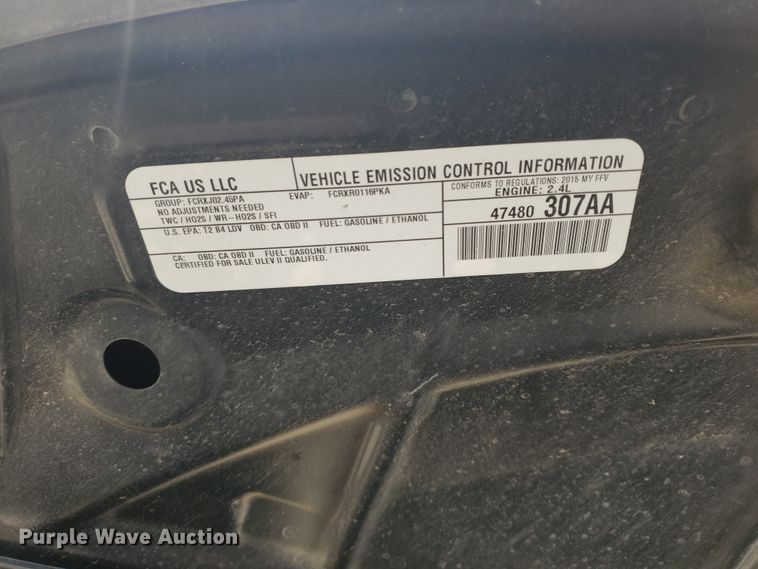 FCA US LLC
VEHICLE EMISSION CONTROL INFORMATION
GROUP: FCRXJ02.45PA EVAP: FCRXR0116PKA
NO ADJUSTMENTS NEEDED
TWC / HO2S / WR-HO2S / SFI
CONFORMS TO REGULATIONS: 2015 MY FFV
ENGINE: 2.4L
47480 307AA
U.S. EPA: T2 B4 LDV OBD: CA OBD II FUEL: GASOLINE / ETHANOL
CA: OBD: CA OBD II FUEL: GASOLINE / ETHANOL
CERTIFIED FOR SALE ULEV II QUALIFIED.
Purple Wave Auction